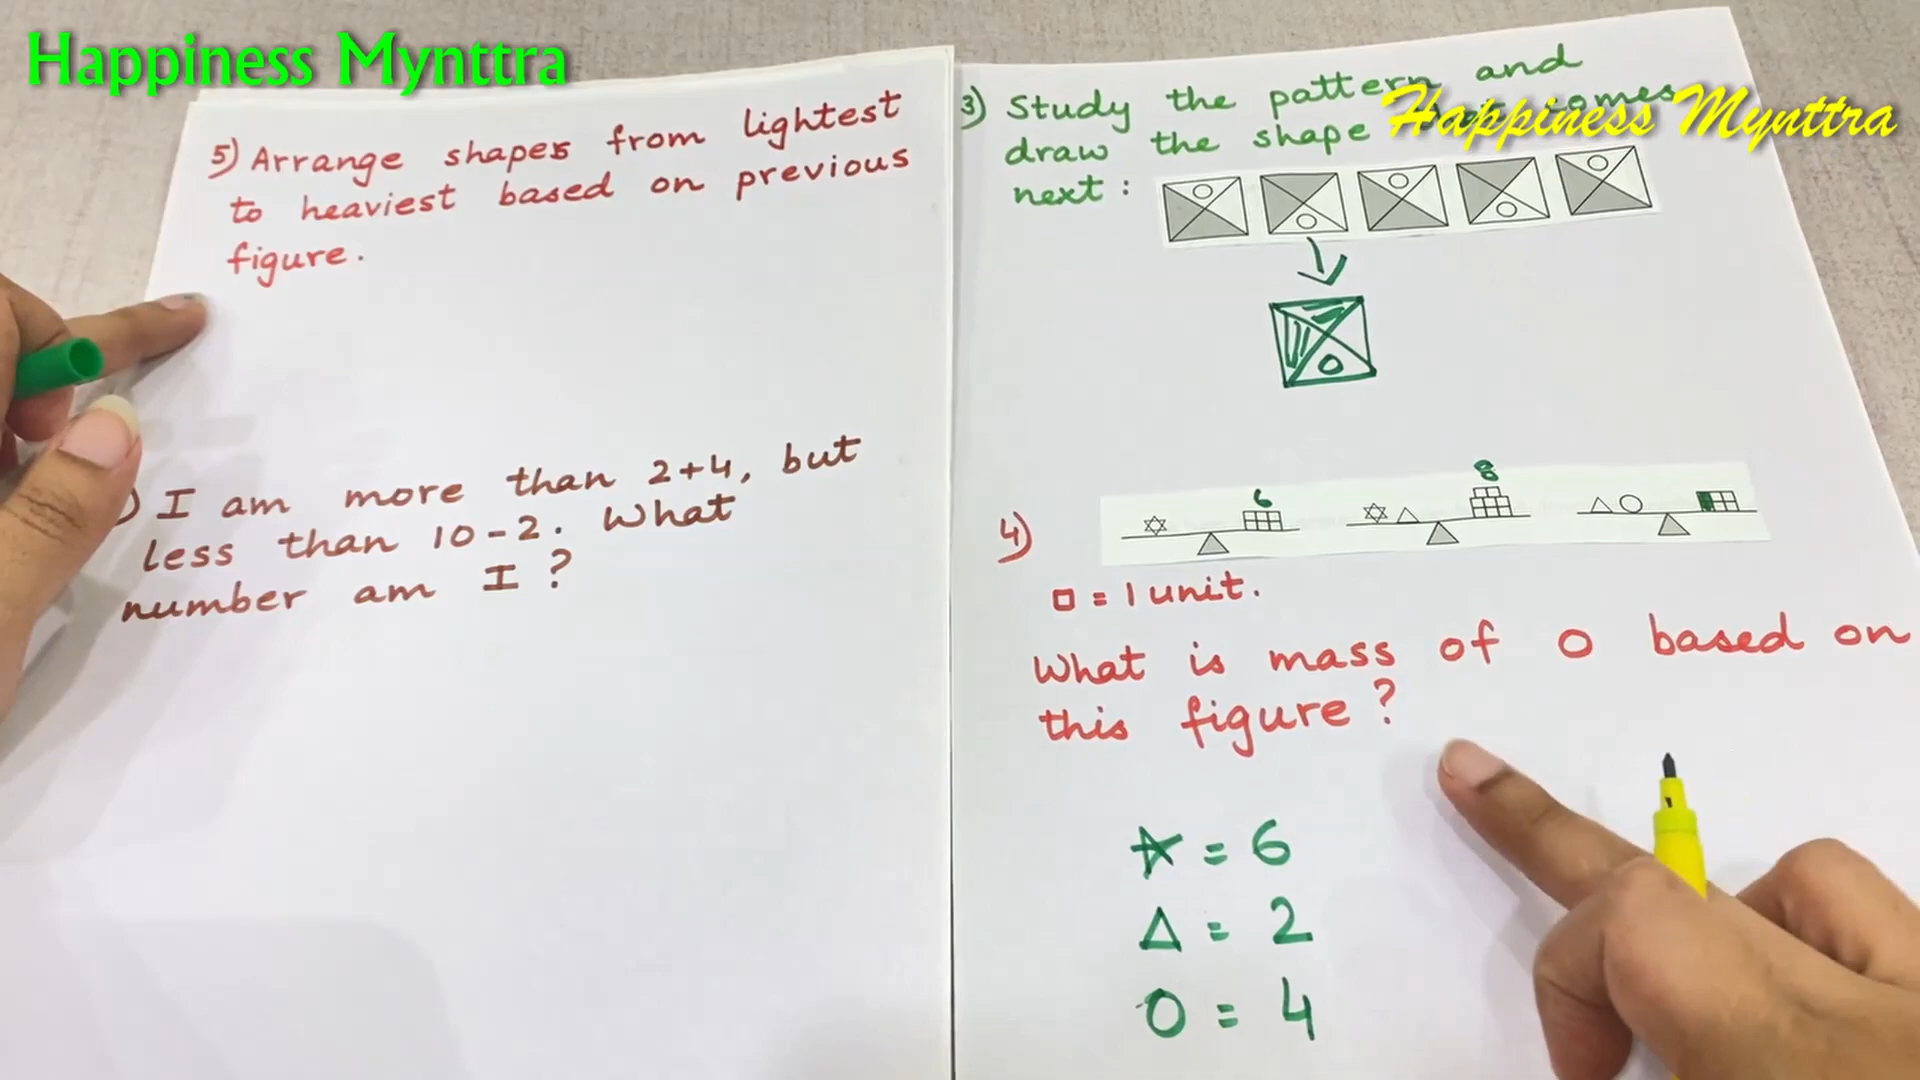 Happiness Mynttra
5) Arrange shapes from lightest
to heaviest based on previous
figure.
) I am more than 2+4, but
less than 10-2. What
number am I ?
3) Study the pattern and
draw the shape comes
next :
Happiness Mynttra
4)
6
8
□ = 1 unit.
What is mass of O based on
this figure ?
☆ = 6
Δ = 2
O = 4